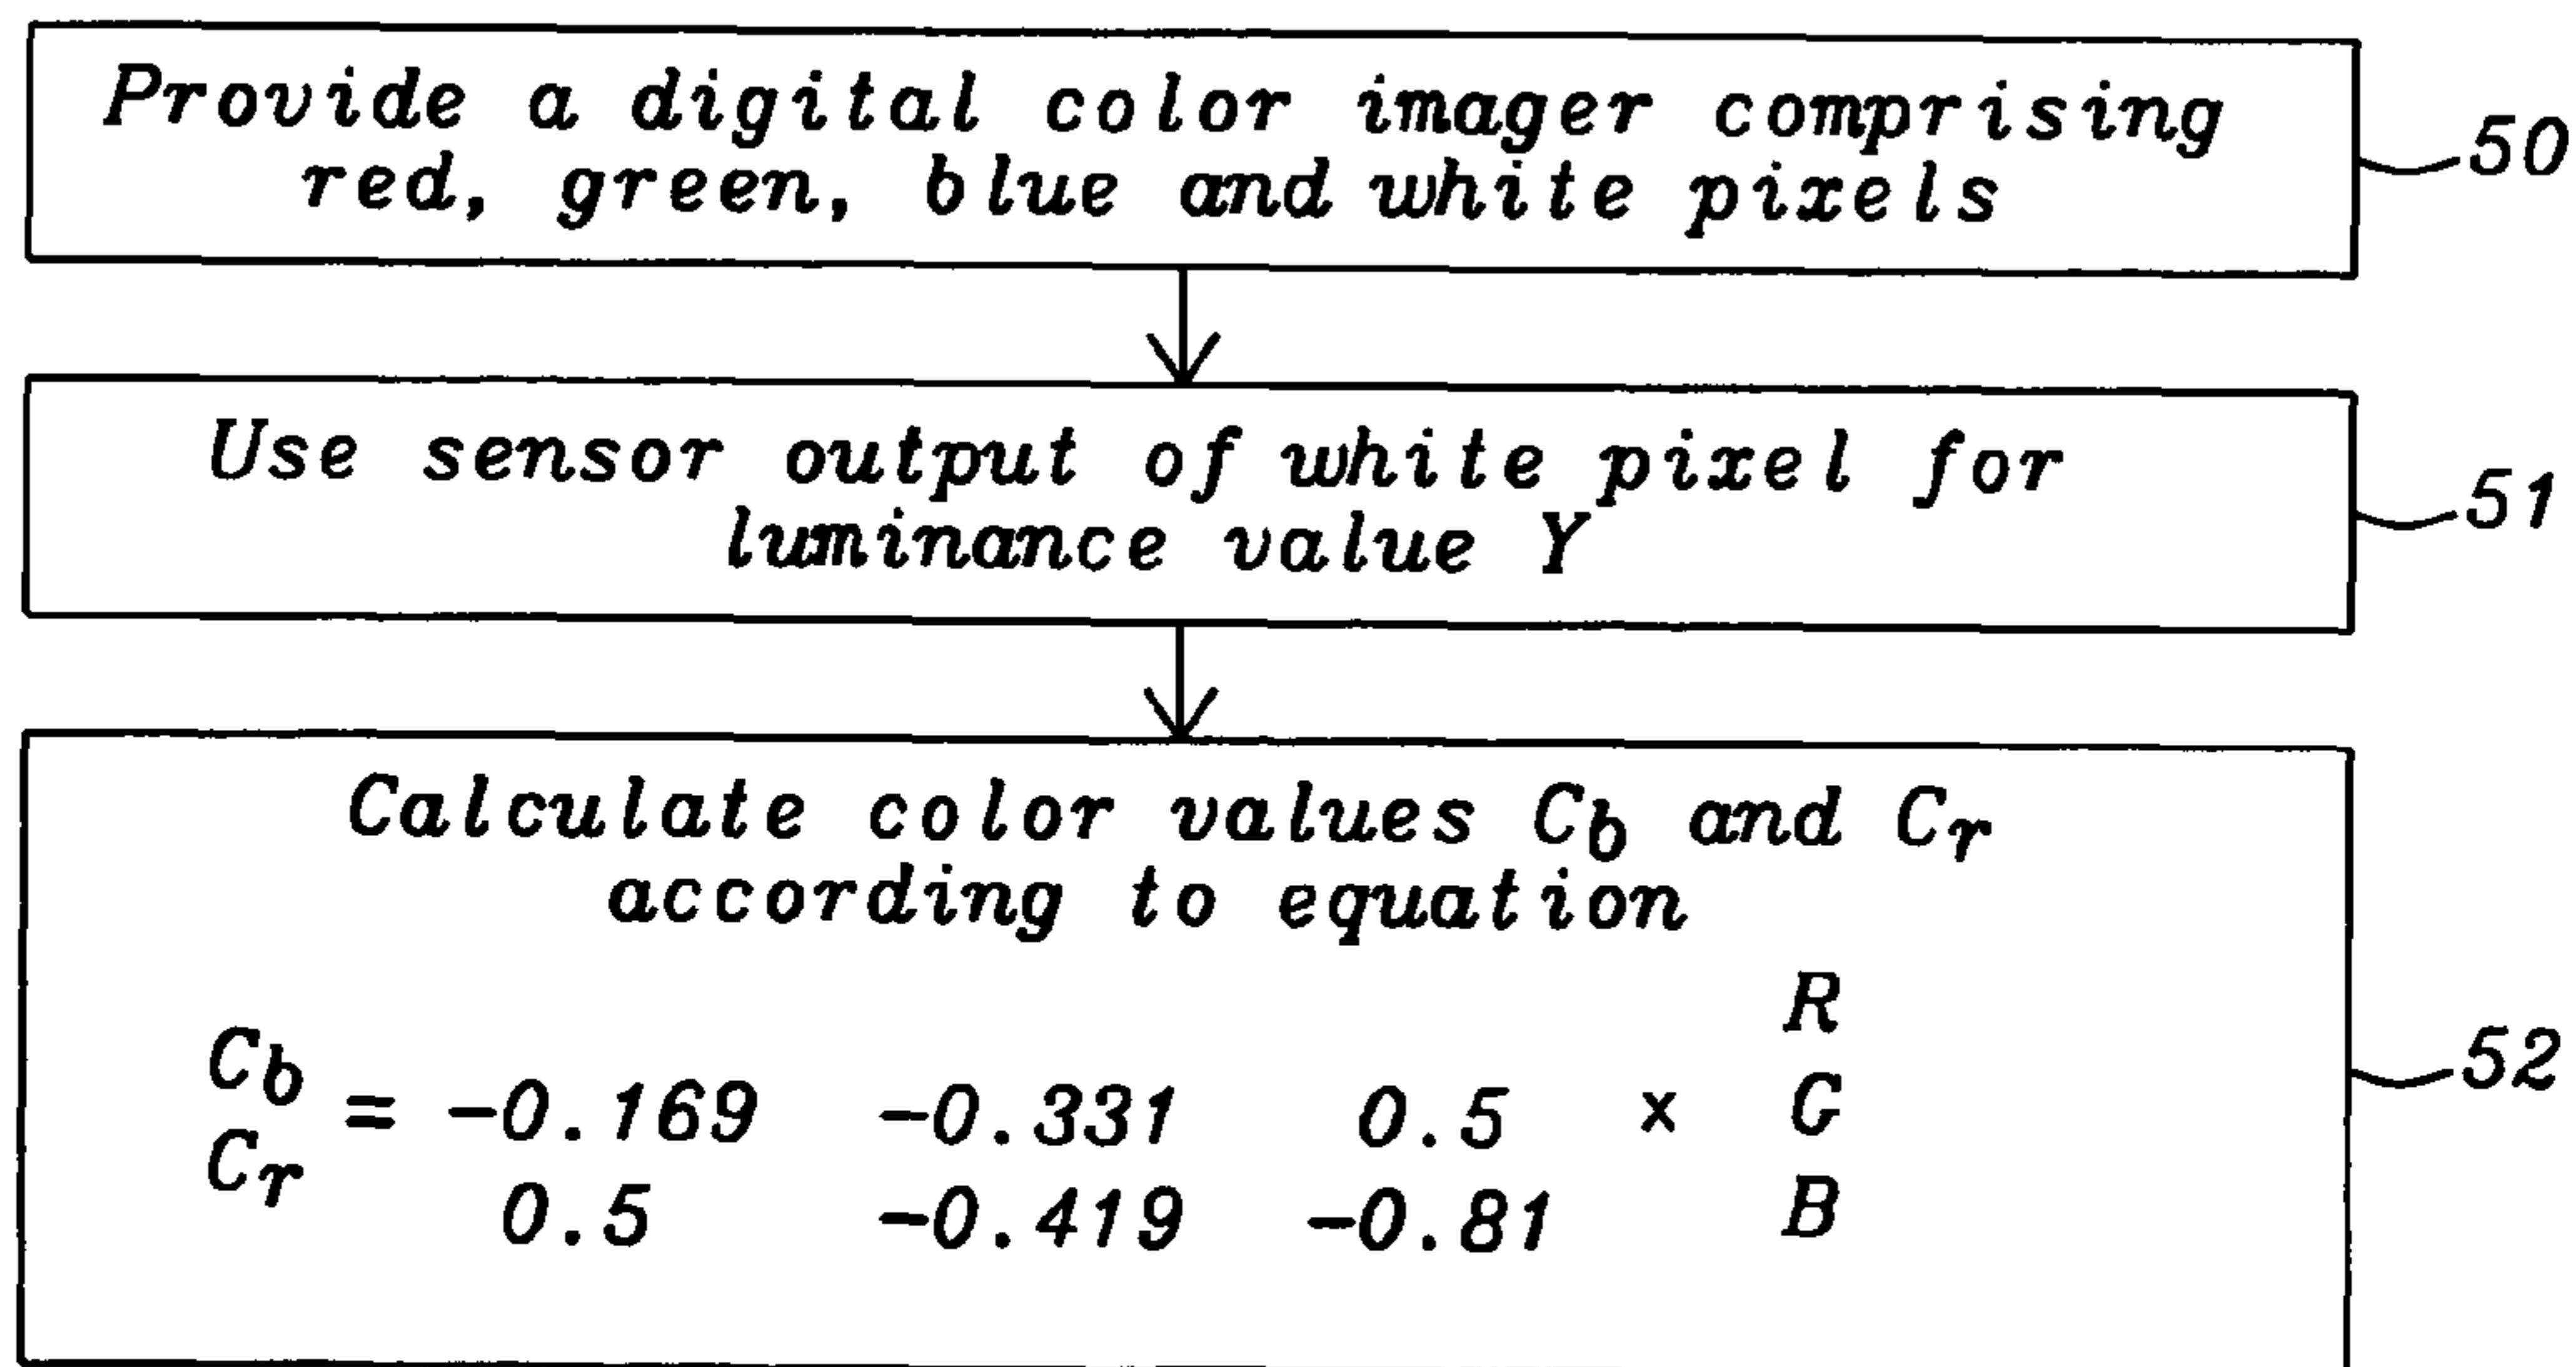 Provide a digital color imager comprising
red, green, blue and white pixels
50
Use sensor output of white pixel for
luminance value Y
51
Calculate color values Cb and Cr
according to equation
R
Cb
= -0.169 -0.331 0.5 x G
Cr
0.5 -0.419 -0.81 B
52